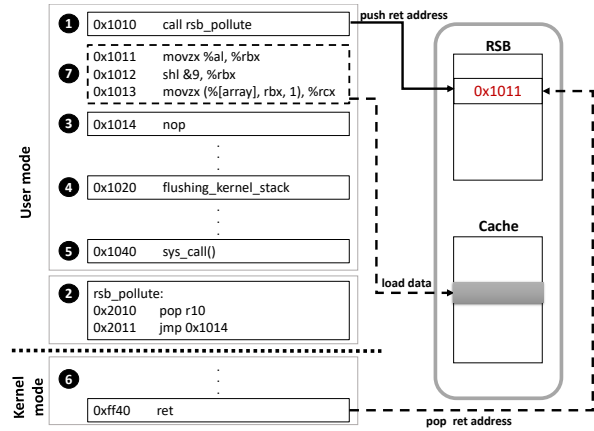 1 0x1010 call rsb_pollute
push ret address
RSB
0x1011
7 0x1011 movzx %al, %rbx
0x1012 shl &9, %rbx
0x1013 movzx (%[array], rbx, 1), %rcx
3 0x1014 nop
4 0x1020 flushing_kernel_stack
5 0x1040 sys_call()
User mode
Cache
load data
2 rsb_pollute:
0x2010 pop r10
0x2011 jmp 0x1014
6
Kernel
mode
0xff40 ret
pop ret address